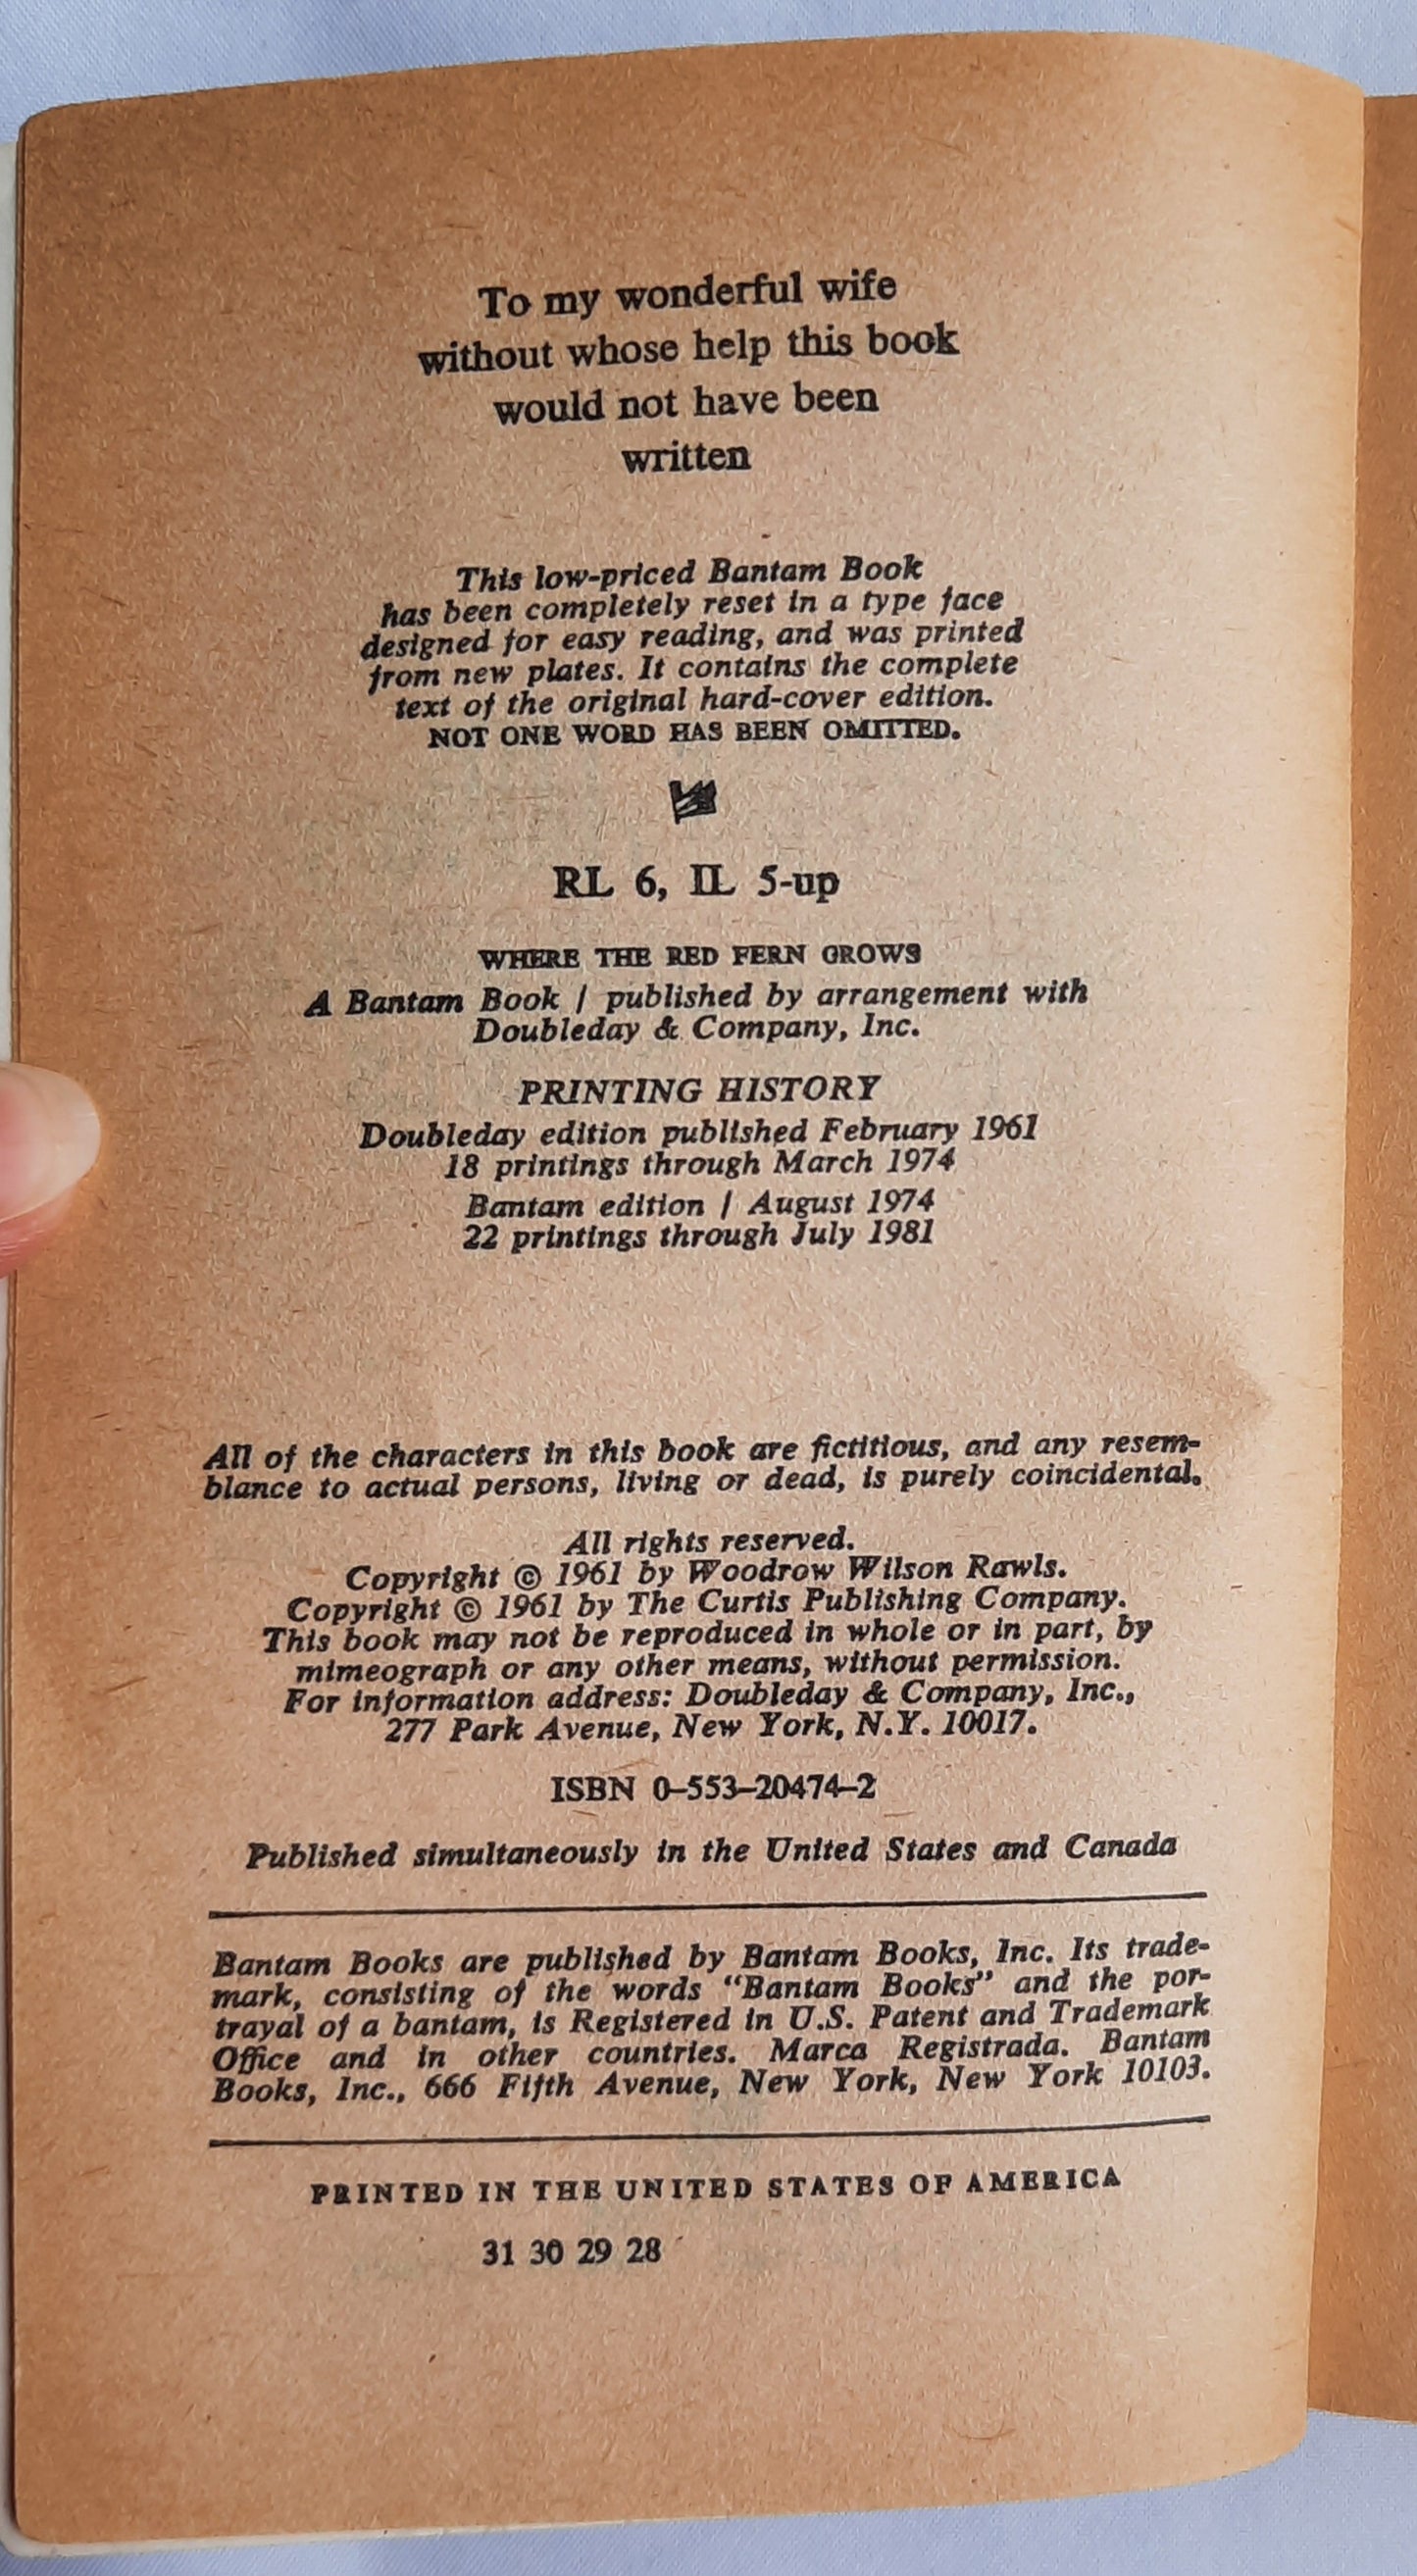 To my wonderful wife
without whose help this book
would not have been
written
This low-priced Bantam Book
has been completely reset in a type face
designed for easy reading, and was printed
from new plates. It contains the complete
text of the original hard-cover edition.
NOT ONE WORD HAS BEEN OMITTED.
RL 6, IL 5-up
WHERE THE RED FERN GROWS
A Bantam Book / published by arrangement with
Doubleday & Company, Inc.
PRINTING HISTORY
Doubleday edition published February 1961
18 printings through March 1974
Bantam edition / August 1974
22 printings through July 1981
All of the characters in this book are fictitious, and any resem-
blance to actual persons, living or dead, is purely coincidental.
All rights reserved.
Copyright © 1961 by Woodrow Wilson Rawls.
Copyright © 1961 by The Curtis Publishing Company.
This book may not be reproduced in whole or in part, by
mimeograph or any other means, without permission.
For information address: Doubleday & Company, Inc.,
277 Park Avenue, New York, N.Y. 10017.
ISBN 0–553–20474–2
Published simultaneously in the United States and Canada
Bantam Books are published by Bantam Books, Inc. Its trade-
mark, consisting of the words "Bantam Books" and the por-
trayal of a bantam, is Registered in U.S. Patent and Trademark
Office and in other countries. Marca Registrada. Bantam
Books, Inc., 666 Fifth Avenue, New York, New York 10103.
PRINTED IN THE UNITED STATES OF AMERICA
31 30 29 28